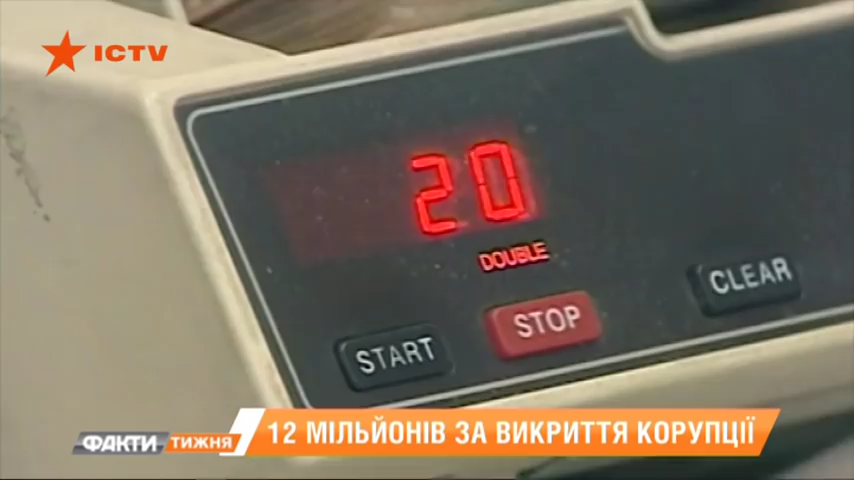 ICTV
20
DOUBLE
START
STOP
CLEAR
ФАКТИ ТИЖНЯ
12 МІЛЬЙОНІВ ЗА ВИКРИТТЯ КОРУПЦІЇ